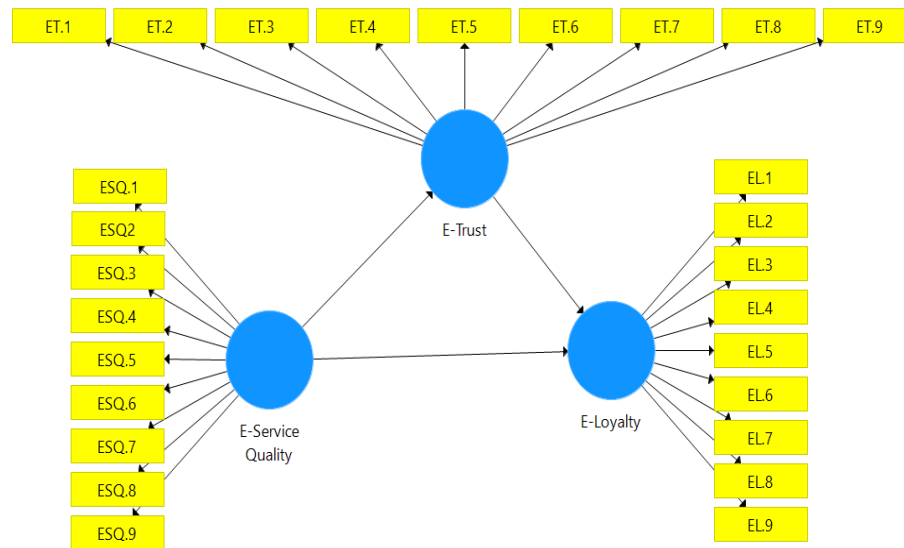 ET.1 ET.2 ET.3 ET.4 ET.5 ET.6 ET.7 ET.8 ET.9
E-Trust
ESQ.1
ESQ2
ESQ.3
ESQ.4
ESQ.5
ESQ.6
ESQ.7
ESQ.8
ESQ.9
E-Service
Quality
EL.1
EL.2
EL.3
EL.4
EL.5
EL.6
EL.7
EL.8
EL.9
E-Loyalty